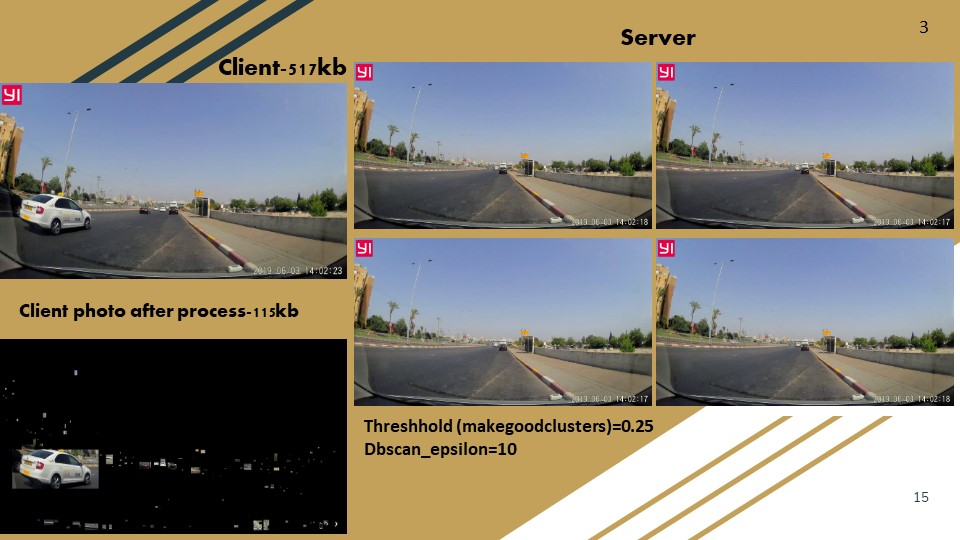 3
Server
Client-517kb
YI
YI
YI
2019.06.03 14:02:23
2019.06.03 14:02:18
2019.06.03 14:02:17
Client photo after process-115kb
YI
YI
2019.06.03 14:02:17
2019.06.03 14:02:18
Threshhold (makegoodclusters)=0.25
Dbscan_epsilon=10
15